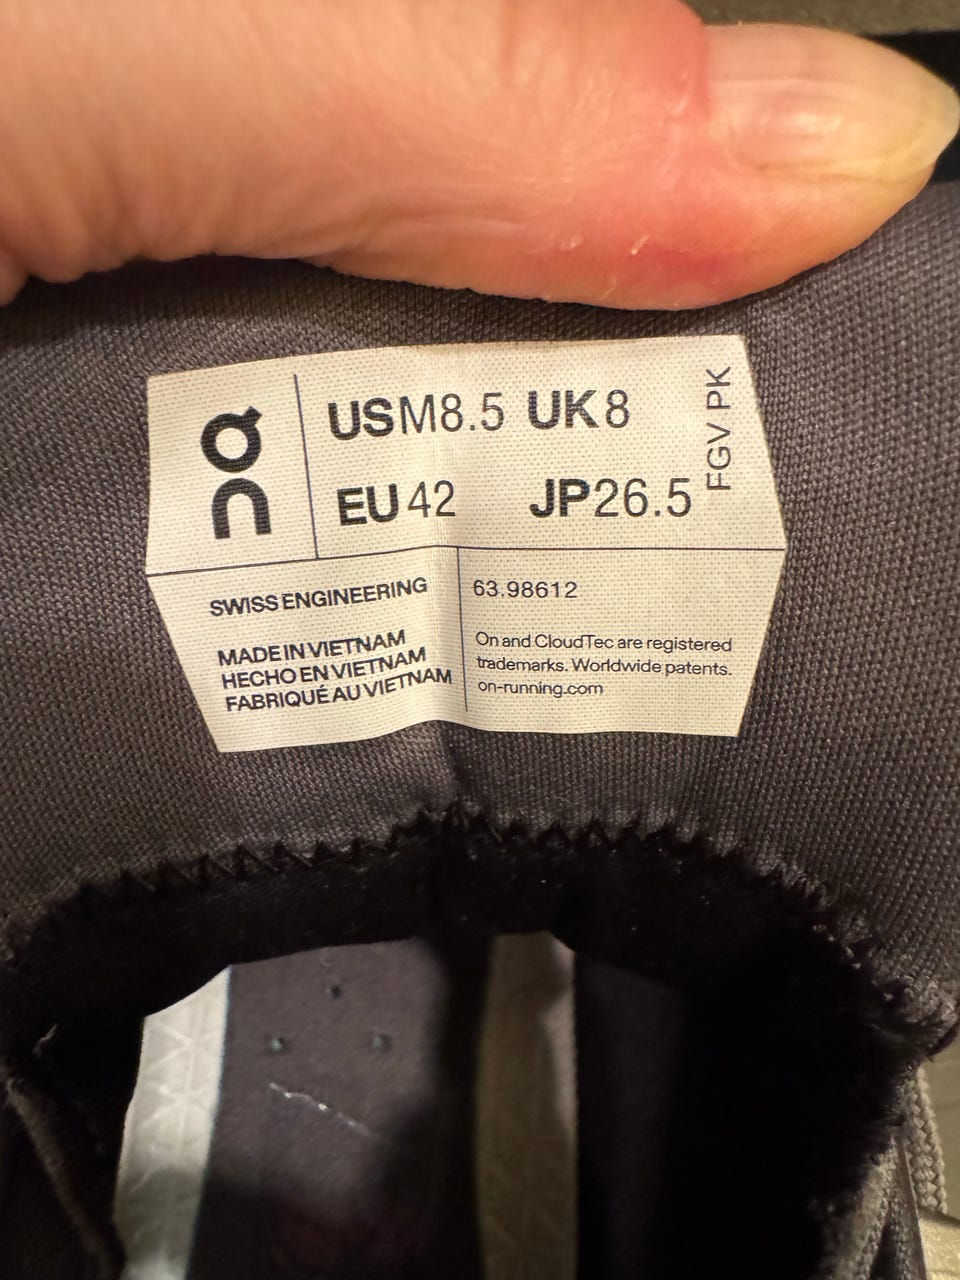 On
USM8.5 UK8
EU42 JP26.5
FGV PK
SWISS ENGINEERING
MADE IN VIETNAM
HECHO EN VIETNAM
FABRIQUÉ AU VIETNAM
63.98612
On and CloudTec are registered
trademarks. Worldwide patents.
on-running.com